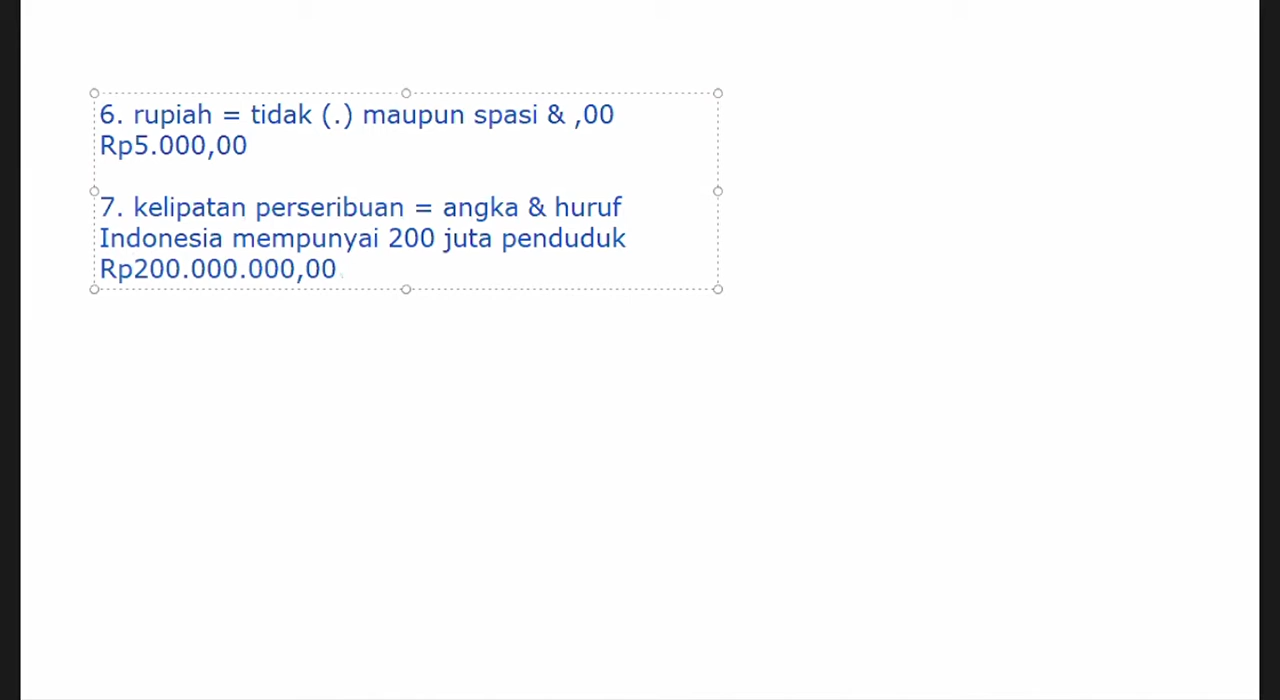 6. rupiah = tidak (.) maupun spasi & ,00
Rp5.000,00
7. kelipatan perseribuan = angka & huruf
Indonesia mempunyai 200 juta penduduk
Rp200.000.000,00